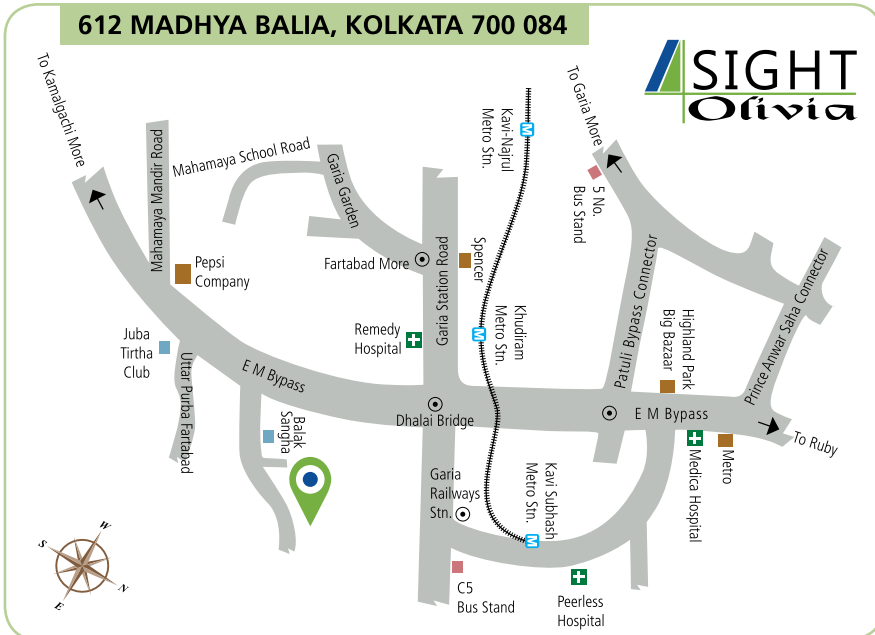 612 MADHYA BALIA, KOLKATA 700 084
SIGHT
Olivia
To Kamalgachi More
Mahamaya Mandir Road
Mahamaya School Road
Garia Garden
Kavi-Najrul
Metro Stn.
To Garia More
5 No.
Bus Stand
Pepsi
Company
Fartabad More
Garia Station Road
Spencer
Patuli Bypass Connector
Prince Anwar Saha Connector
Juba
Tirtha
Club
Remedy
Hospital
Khudiram
Metro Stn.
Highland Park
Big Bazaar
Uttar Purba Fartabad
E M Bypass
Balak
Sangha
Dhalai Bridge
E M Bypass
To Ruby
Metro
Medica Hospital
Garia
Railways
Stn.
Kavi Subhash
Metro Stn.
C5
Bus Stand
Peerless
Hospital
W
S
N
E
M
M
M